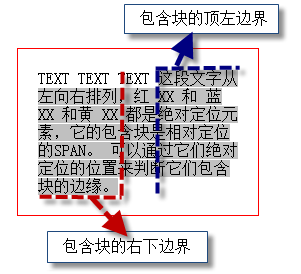 包含块的顶左边界
TEXT TEXT TEXT 这段文字从
左向右排列，红 XX 和 蓝
XX 和黄 XX 都是绝对定位元
素，它的包含块是相对定位
的SPAN。 可以通过它们绝对
定位的位置来判断它们包含
块的边缘。
包含块的右下边界